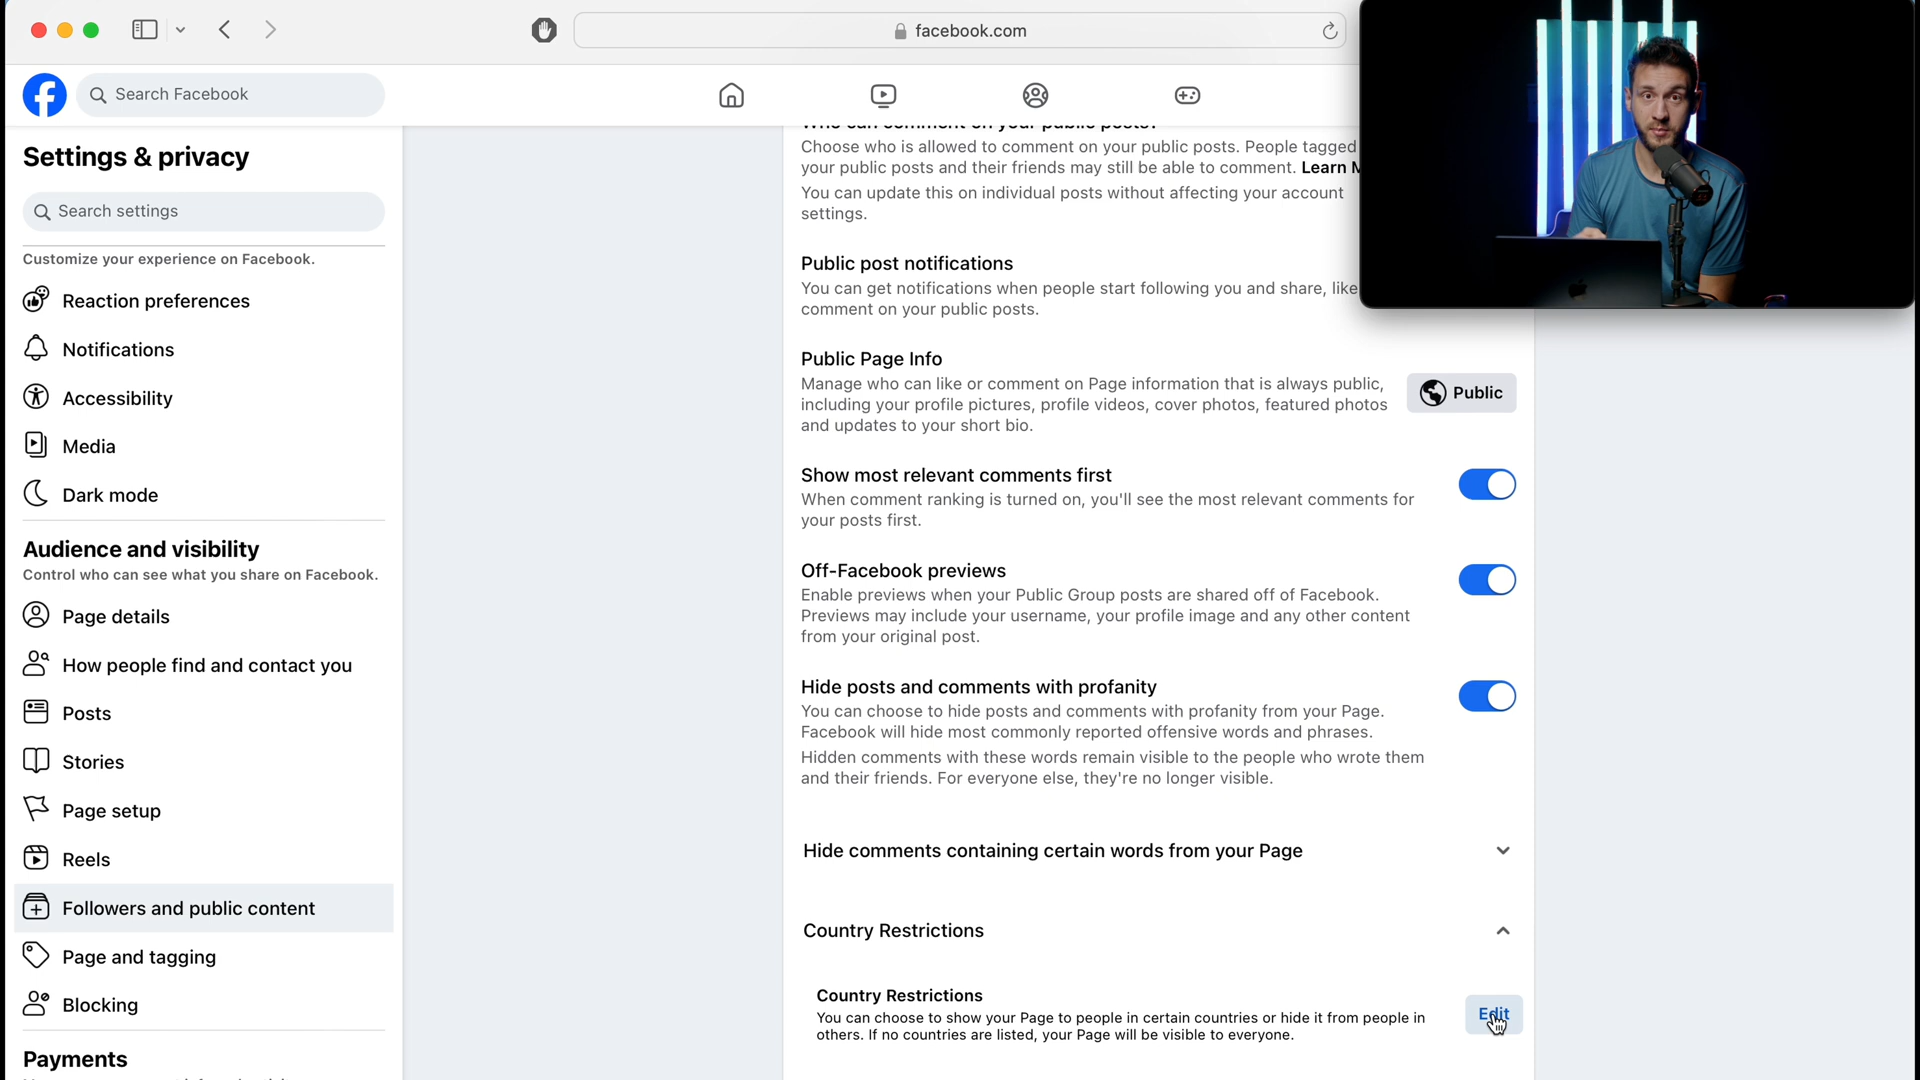 facebook.com
Search Facebook
Settings & privacy
Search settings
Customize your experience on Facebook.
Reaction preferences
Notifications
Accessibility
Media
Dark mode
Audience and visibility
Control who can see what you share on Facebook.
Page details
How people find and contact you
Posts
Stories
Page setup
Reels
Followers and public content
Page and tagging
Blocking
Payments
Who can comment on your public posts?
Choose who is allowed to comment on your public posts. People tagged
your public posts and their friends may still be able to comment. Learn
You can update this on individual posts without affecting your account
settings.
Public post notifications
You can get notifications when people start following you and share, like
comment on your public posts.
Public Page Info
Manage who can like or comment on Page information that is always public,
including your profile pictures, profile videos, cover photos, featured photos
and updates to your short bio.
Public
Show most relevant comments first
When comment ranking is turned on, you'll see the most relevant comments for
your posts first.
Off-Facebook previews
Enable previews when your Public Group posts are shared off of Facebook.
Previews may include your username, your profile image and any other content
from your original post.
Hide posts and comments with profanity
You can choose to hide posts and comments with profanity from your Page.
Facebook will hide most commonly reported offensive words and phrases.
Hidden comments with these words remain visible to the people who wrote them
and their friends. For everyone else, they're no longer visible.
Hide comments containing certain words from your Page
Country Restrictions
Country Restrictions
You can choose to show your Page to people in certain countries or hide it from people in
others. If no countries are listed, your Page will be visible to everyone.
Edit